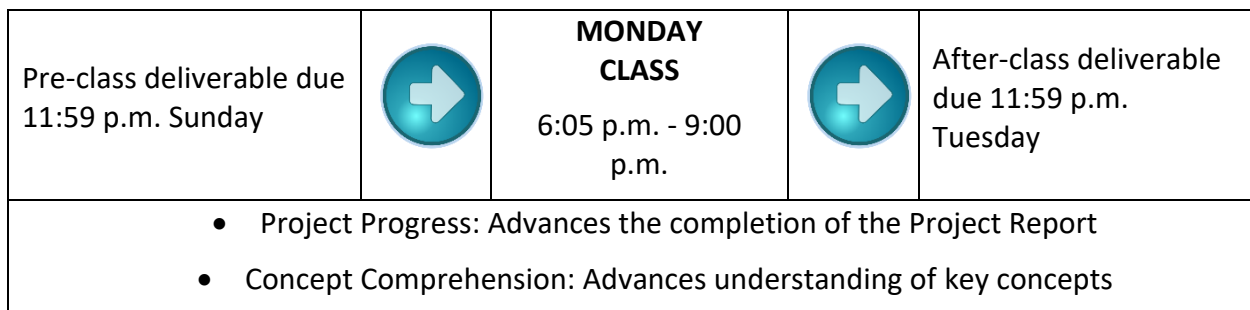 Pre-class deliverable due
11:59 p.m. Sunday
MONDAY
CLASS
6:05 p.m. - 9:00
p.m.
After-class deliverable
due 11:59 p.m.
Tuesday
• Project Progress: Advances the completion of the Project Report
• Concept Comprehension: Advances understanding of key concepts